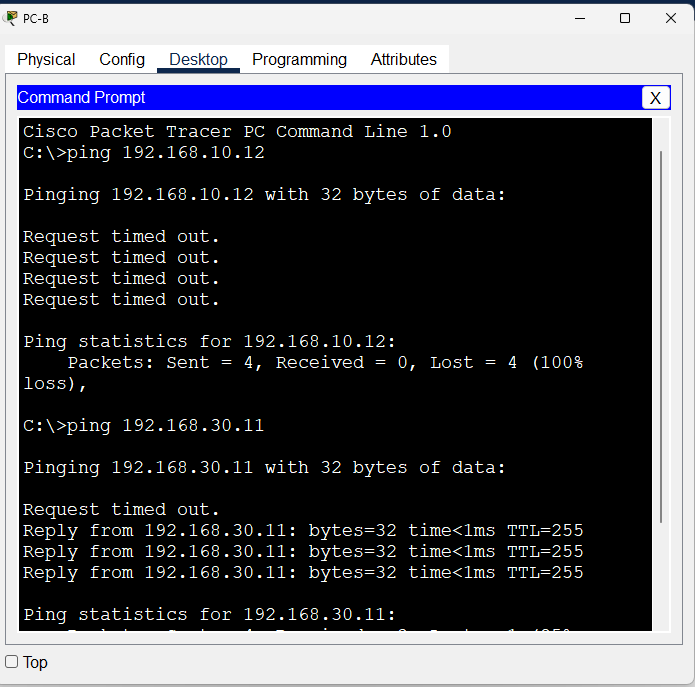 PC-B
Physical Config Desktop Programming Attributes
Command Prompt
X
Cisco Packet Tracer PC Command Line 1.0
C:\>ping 192.168.10.12
Pinging 192.168.10.12 with 32 bytes of data:
Request timed out.
Request timed out.
Request timed out.
Request timed out.
Ping statistics for 192.168.10.12:
Packets: Sent = 4, Received = 0, Lost = 4 (100%
loss),
C:\>ping 192.168.30.11
Pinging 192.168.30.11 with 32 bytes of data:
Request timed out.
Reply from 192.168.30.11: bytes=32 time<1ms TTL=255
Reply from 192.168.30.11: bytes=32 time<1ms TTL=255
Reply from 192.168.30.11: bytes=32 time<1ms TTL=255
Ping statistics for 192.168.30.11:
Top